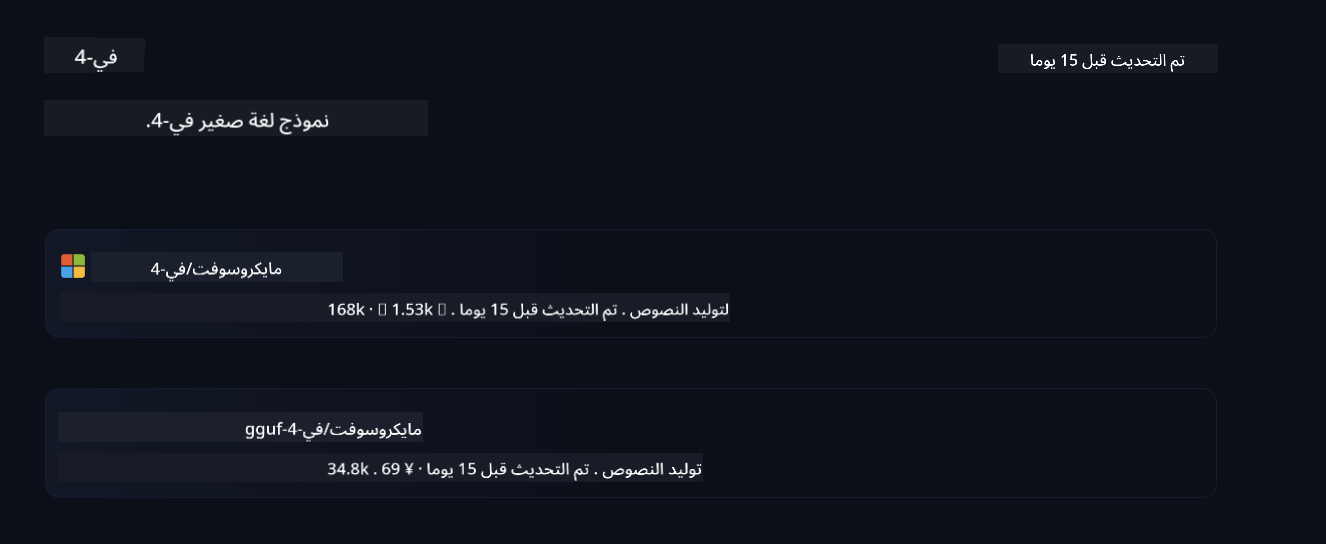 في-4
تم التحديث قبل 15 يوما
نموذج لغة صغير في-4.
مايكروسوفت/في-4
لتوليد النصوص . تم التحديث قبل 15 يوما . 1.53k · 168k
مايكروسوفت/في-4-gguf
توليد النصوص . تم التحديث قبل 15 يوما · ¥ 69 . 34.8k